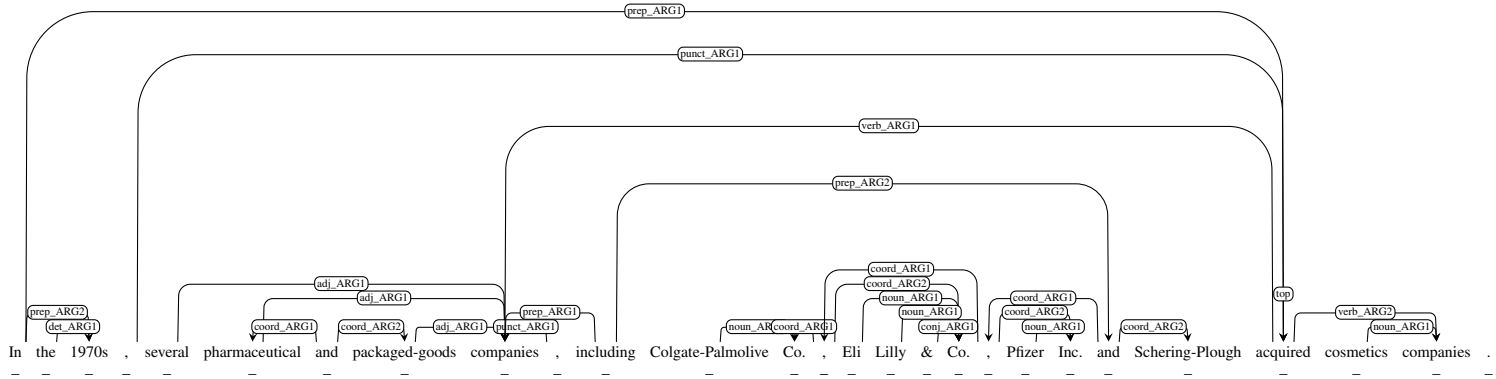 prep_ARG1
punct_ARG1
verb_ARG1
prep_ARG2
coord_ARG1
adj_ARG1 coord_ARG2
top
adj_ARG1 noun_ARG1 coord_ARG1
prep_ARG2 prep_ARG1 noun_ARG1 coord_ARG2 verb_ARG2
det_ARG1 coord_ARG1 coord_ARG2 adj_ARG1 punct_ARG1 coord_ARG1 conj_ARG1 noun_ARG1 coord_ARG2 noun_ARG1
In the 1970s , several pharmaceutical and packaged-goods companies , including Colgate-Palmolive Co. , Eli Lilly & Co. , Pfizer Inc. and Schering-Plough acquired cosmetics companies .